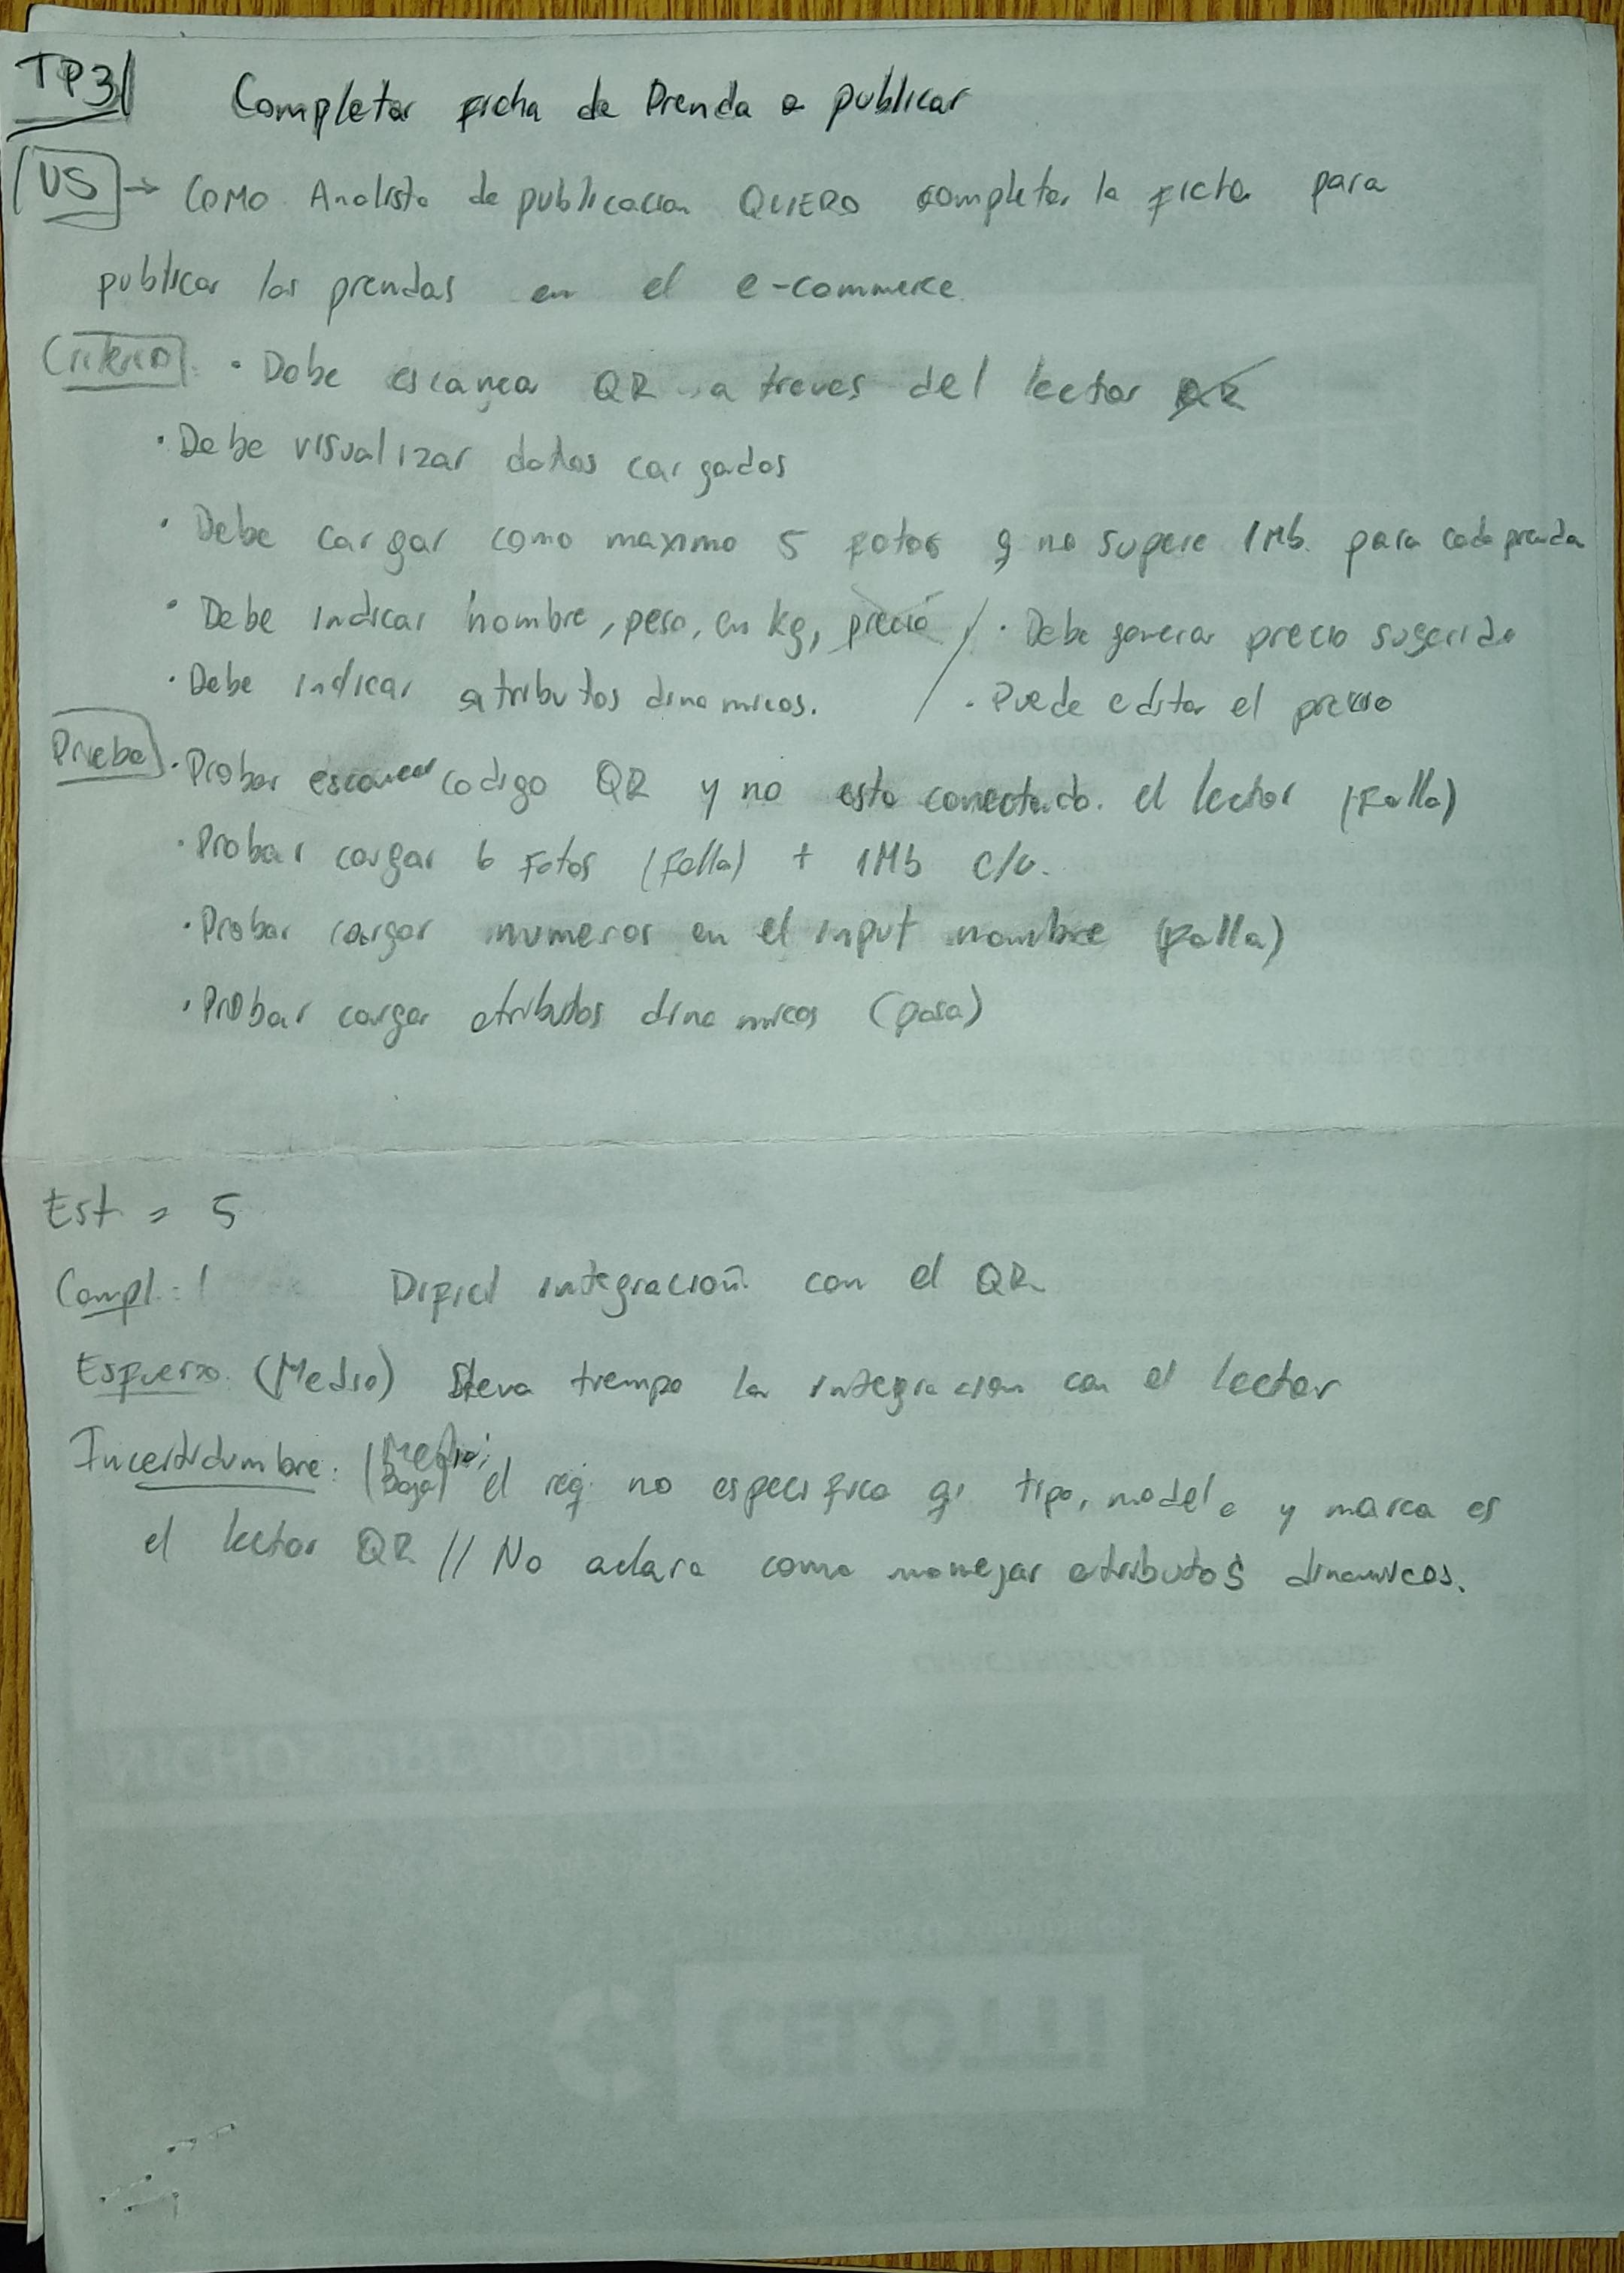 TP3
Completar ficha de Prenda a publicar
US → COMO Analista de publicacion QUIERO completar la ficha para
publicar las prendas en el e-commerce
Criterio · Debe escanear QR a traves del lector QR
· Debe visualizar datos cargados
· Debe cargar como maximo 5 fotos q no supere 1Mb. para cada prenda
· Debe indicar nombre, peso, en kg, precio / · Debe generar precio sugerido
· Debe indicar atributos dinamicos. / · Puede editar el precio
Prueba · Probar escanear codigo QR y no esta conectado. el lector (Falla)
· Probar cargar 6 Fotos (Falla) + 1Mb c/u.
· Probar cargar numeros en el input nombre (Falla)
· Probar cargar atributos dinamicos (pasa)
Est = 5
Compl: Dificil integracion con el QR
Esfuerzo. (Medio) lleva tiempo la integracion con el lector
Incertidumbre: (Media) (Baja) el req. no especifica q' tipo, modelo y marca es
el lector QR // No aclara como manejar atributos dinamicos.